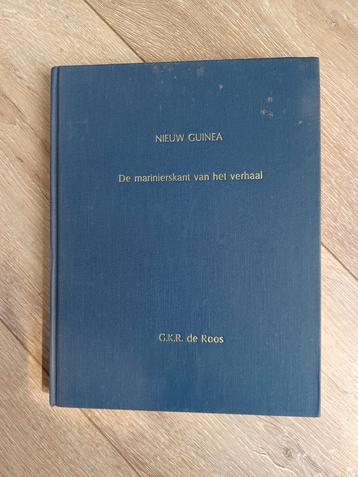 NIEUW GUINEA
De marinierskant van het verhaal
G.K.R. de Roos